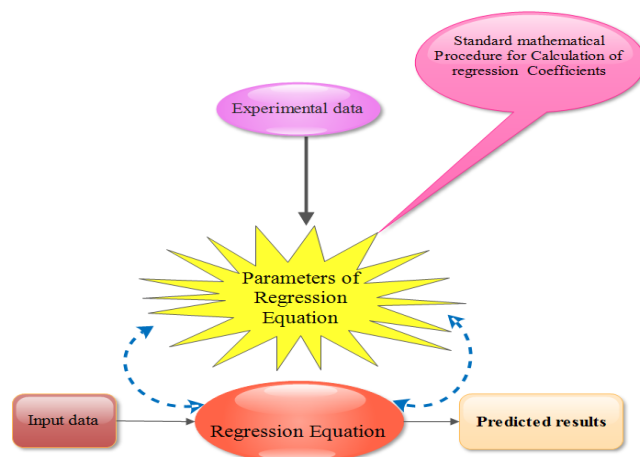 Standard mathematical
Procedure for Calculation of
regression Coefficients
Experimental data
Parameters of
Regression
Equation
Input data
Regression Equation
Predicted results